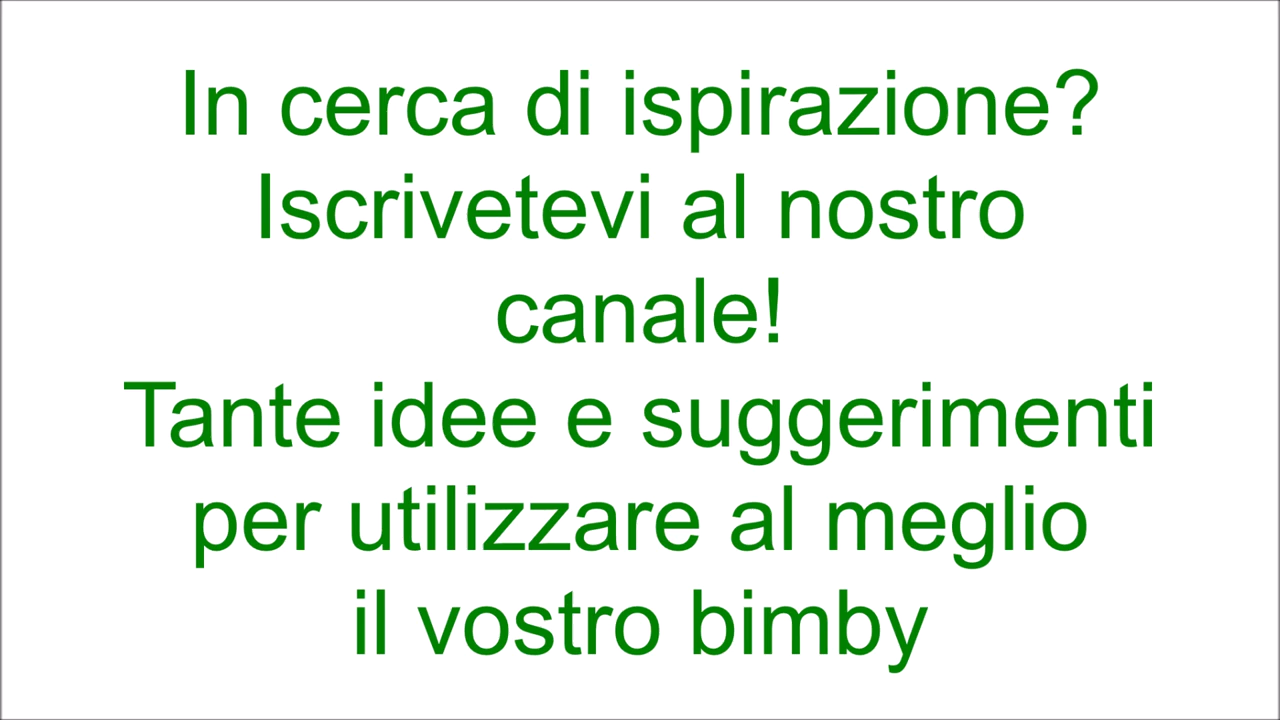 In cerca di ispirazione?
Iscrivetevi al nostro
canale!
Tante idee e suggerimenti
per utilizzare al meglio
il vostro bimby